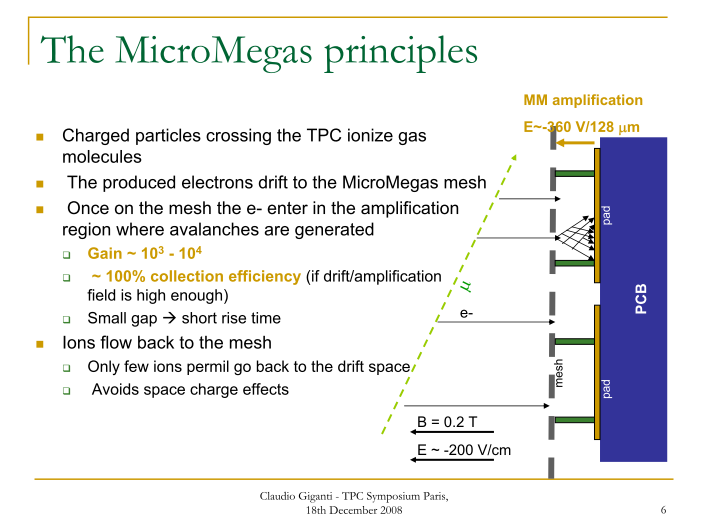 The MicroMegas principles
MM amplification
E~-360 V/128 μm
■ Charged particles crossing the TPC ionize gas
molecules
■ The produced electrons drift to the MicroMegas mesh
■ Once on the mesh the e- enter in the amplification
region where avalanches are generated
❑ Gain ~ 10³ - 10⁴
❑ ~ 100% collection efficiency (if drift/amplification
field is high enough)
❑ Small gap → short rise time
■ Ions flow back to the mesh
❑ Only few ions permil go back to the drift space
❑ Avoids space charge effects
pad
PCB
μ
e-
mesh
pad
B = 0.2 T
E ~ -200 V/cm
Claudio Giganti - TPC Symposium Paris,
18th December 2008
6